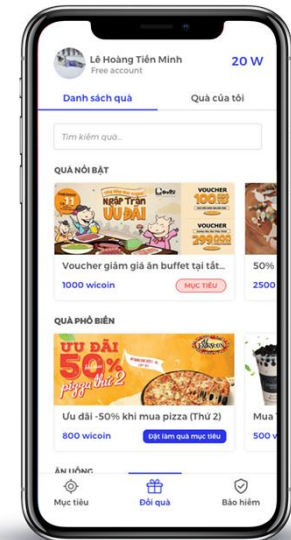 Lê Hoàng Tiến Minh
20 W
Free account
Danh sách quà
Quà của tôi
Tìm kiếm quà...
QUÀ NỔI BẬT
NGẬP TRÀN
ƯU ĐÃI
VOUCHER
100
VOUCHER
299.000
Voucher giảm giá ăn buffet tại tất...
50%
1000 wicoin
MỤC TIÊU
2500
QUÀ PHỔ BIẾN
ƯU ĐÃI
50%
pizza thứ 2
Ưu đãi -50% khi mua pizza (Thứ 2)
Mua
800 wicoin
Đặt làm quà mục tiêu
500 w
ĂN UỐNG
Mục tiêu
Đổi quà
Bảo hiểm